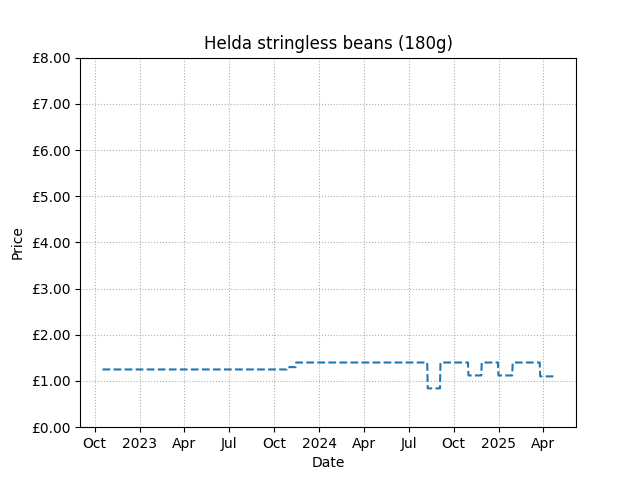 Helda stringless beans (180g)
£8.00
£7.00
£6.00
£5.00
£4.00
£3.00
£2.00
£1.00
£0.00
Price
Oct 2023 Apr Jul Oct 2024 Apr Jul Oct 2025 Apr
Date